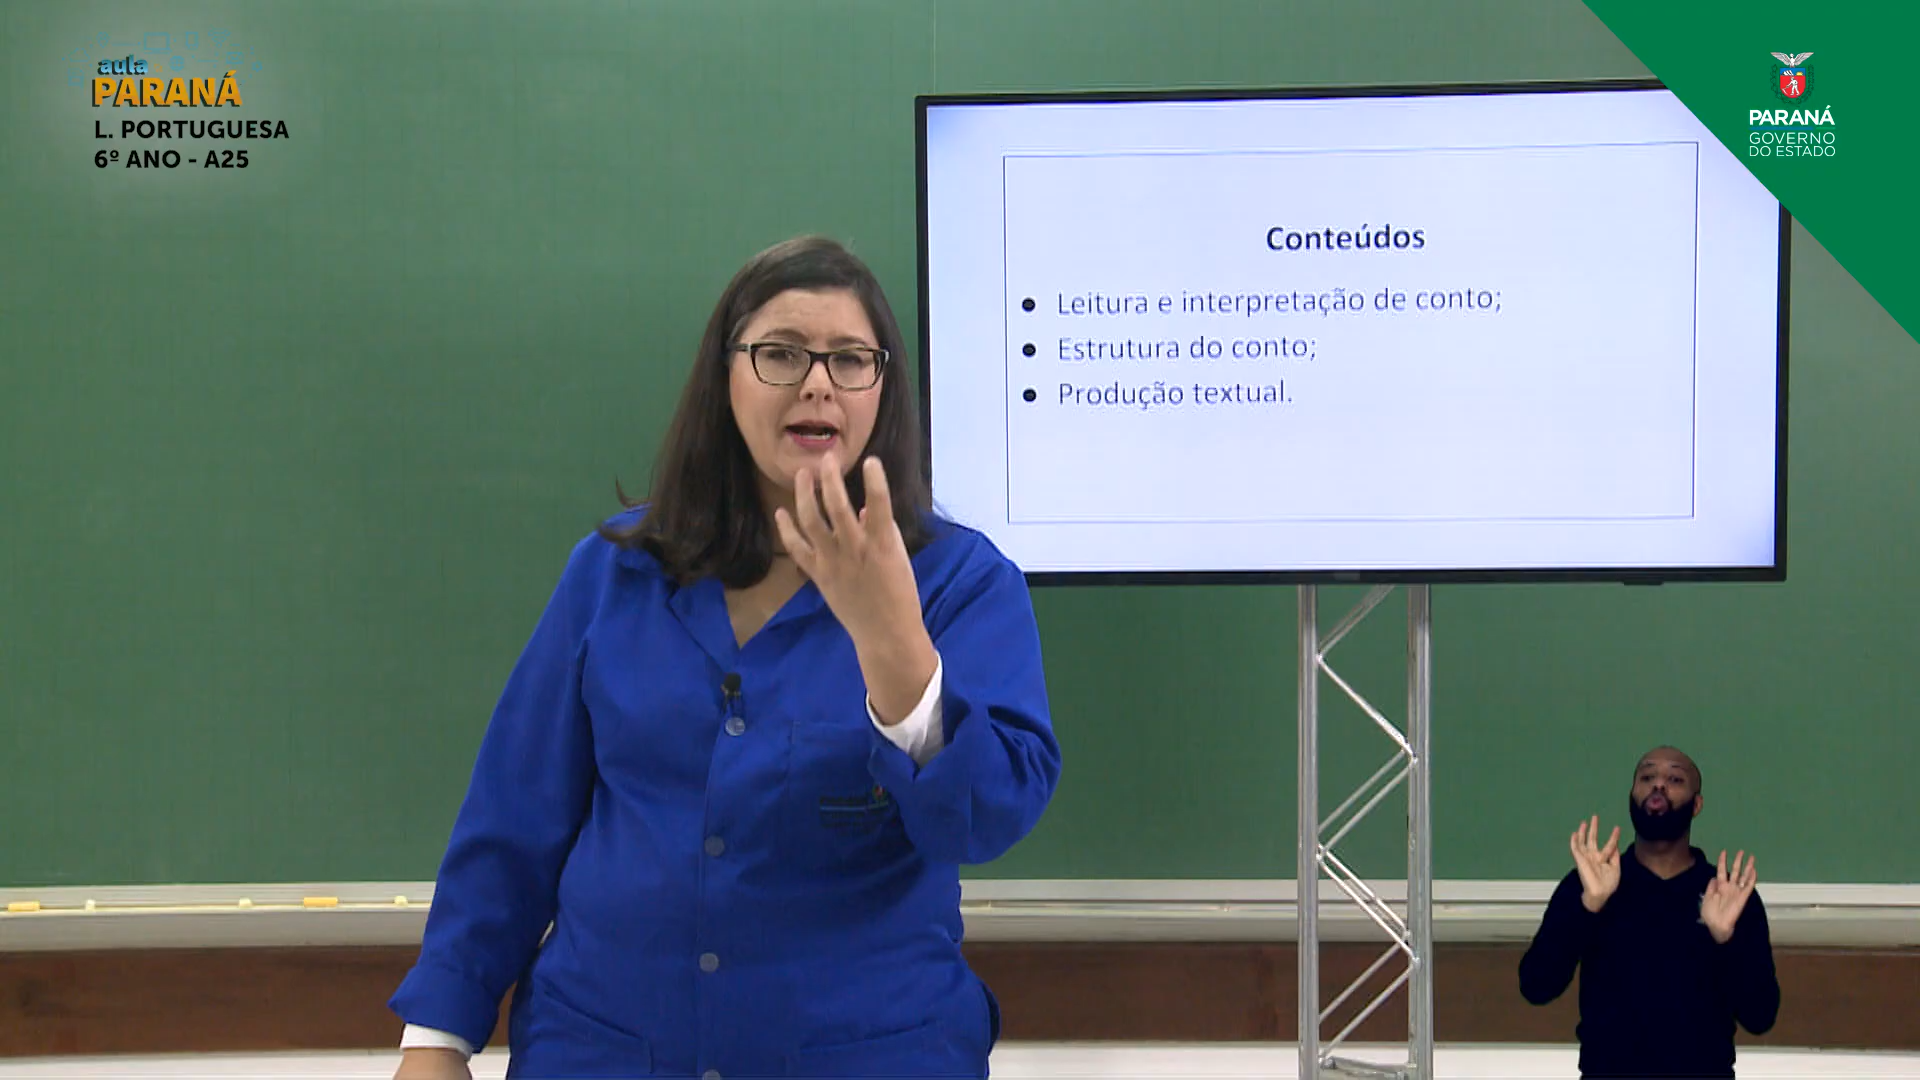 aula
PARANÁ
L. PORTUGUESA
6º ANO - A25
PARANÁ
GOVERNO
DO ESTADO
Conteúdos
● Leitura e interpretação de conto;
● Estrutura do conto;
● Produção textual.